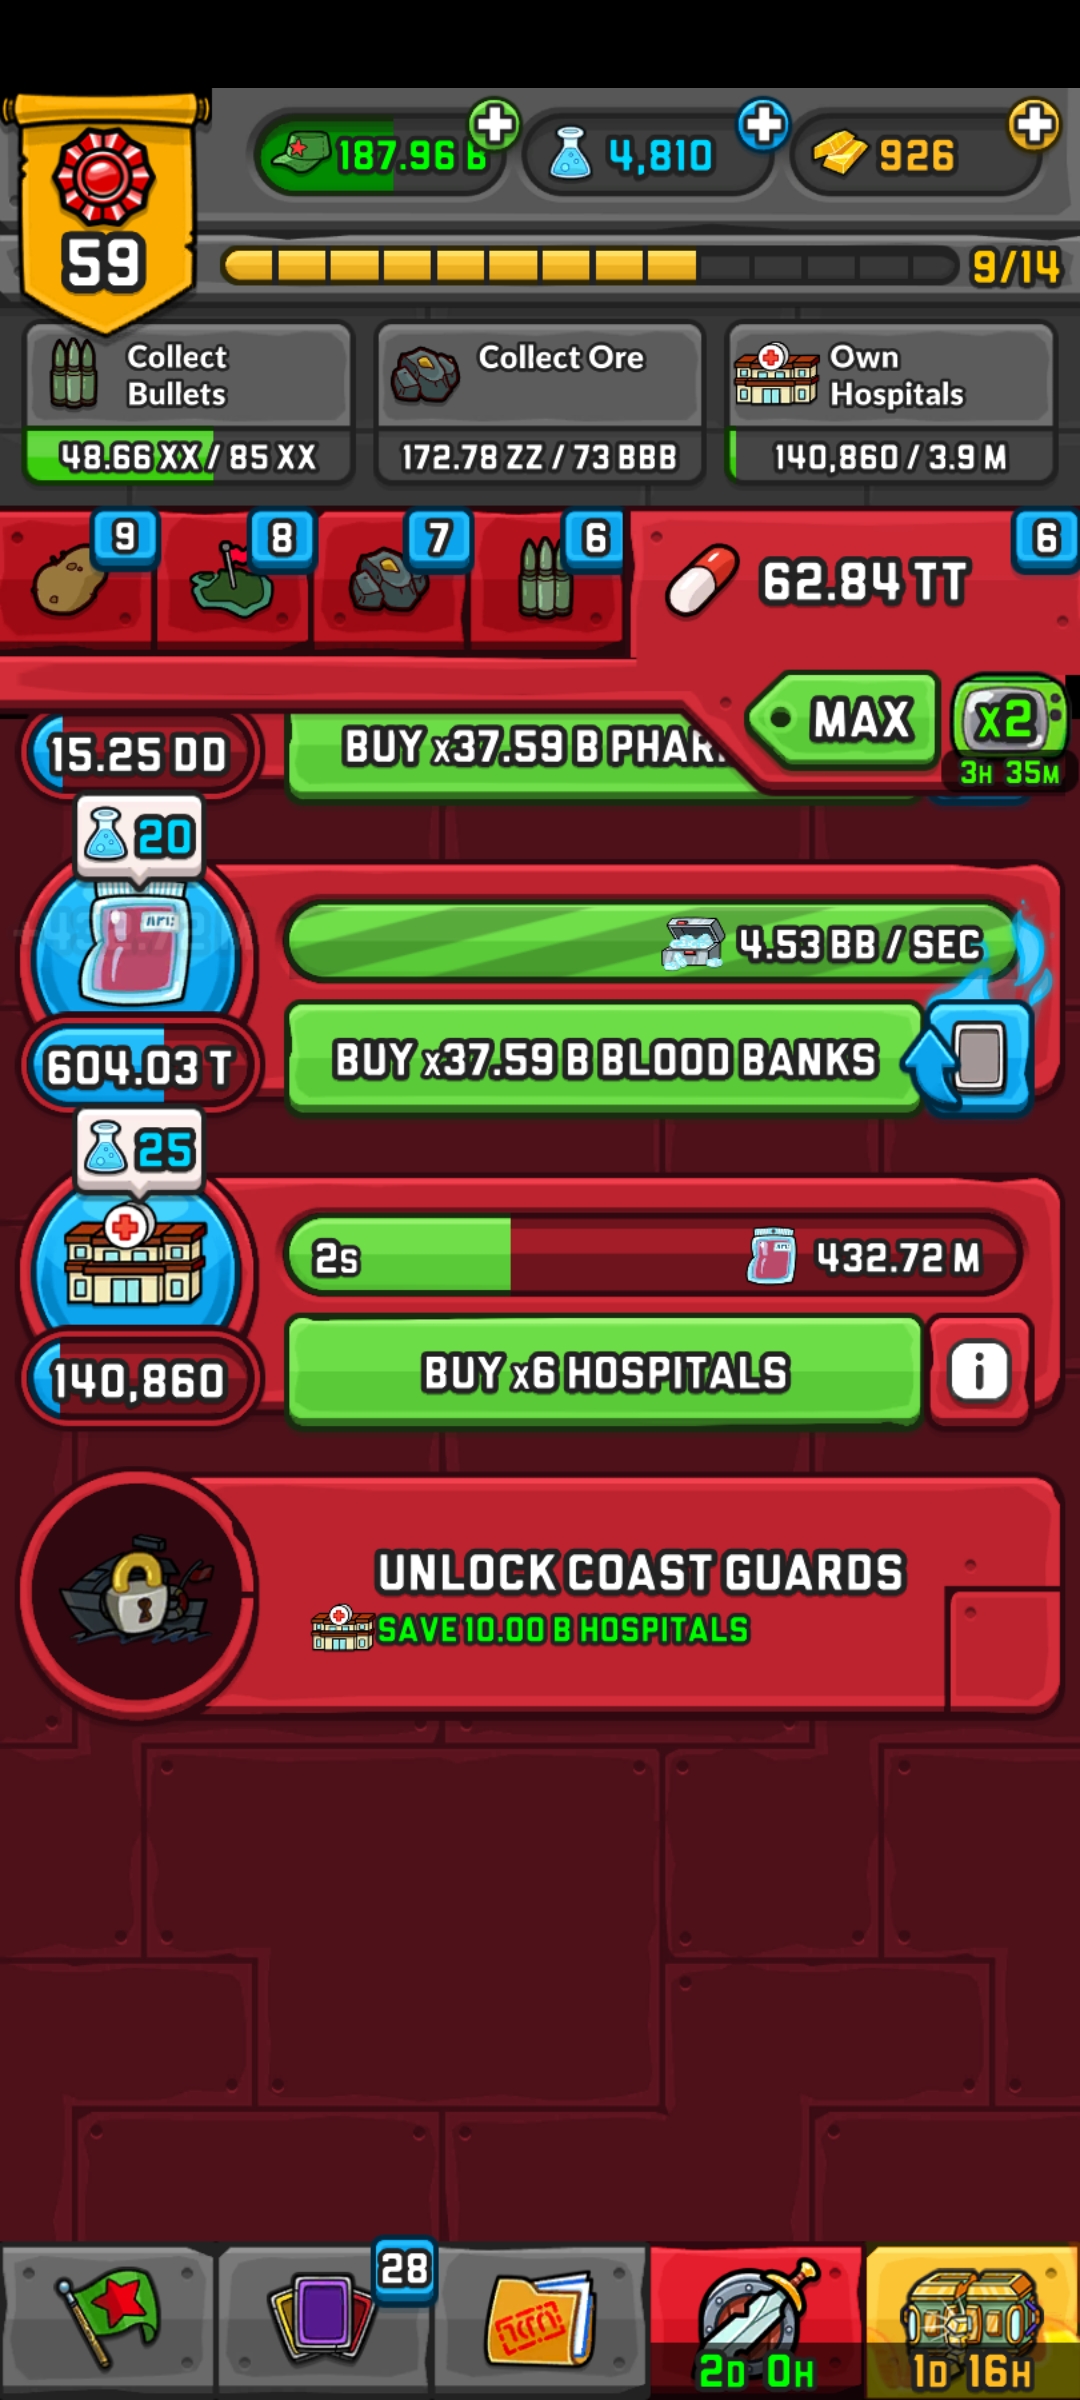 187.96 B
4,810
926
59
9/14
Collect
Bullets
48.66 XX / 85 XX
Collect Ore
172.78 ZZ / 73 BBB
Own
Hospitals
140,860 / 3.9 M
9
8
7
6
62.84 TT
6
MAX
x2
3H 35M
15.25 DD
BUY x37.59 B PHAR
20
4.53 BB / SEC
604.03 T
BUY x37.59 B BLOOD BANKS
25
2s
432.72 M
140,860
BUY x6 HOSPITALS
i
UNLOCK COAST GUARDS
SAVE 10.00 B HOSPITALS
28
2D 0H
1D 16H